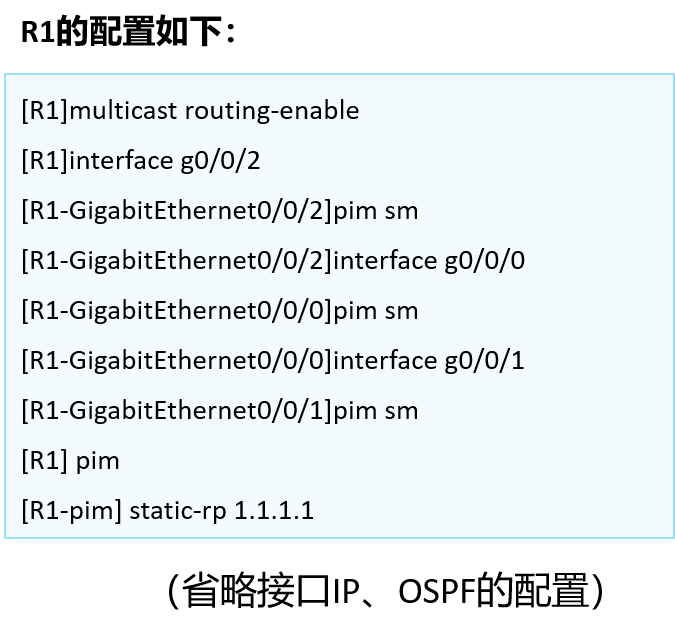 R1的配置如下：
[R1]multicast routing-enable
[R1]interface g0/0/2
[R1-GigabitEthernet0/0/2]pim sm
[R1-GigabitEthernet0/0/2]interface g0/0/0
[R1-GigabitEthernet0/0/0]pim sm
[R1-GigabitEthernet0/0/0]interface g0/0/1
[R1-GigabitEthernet0/0/1]pim sm
[R1] pim
[R1-pim] static-rp 1.1.1.1
（省略接口IP、OSPF的配置）